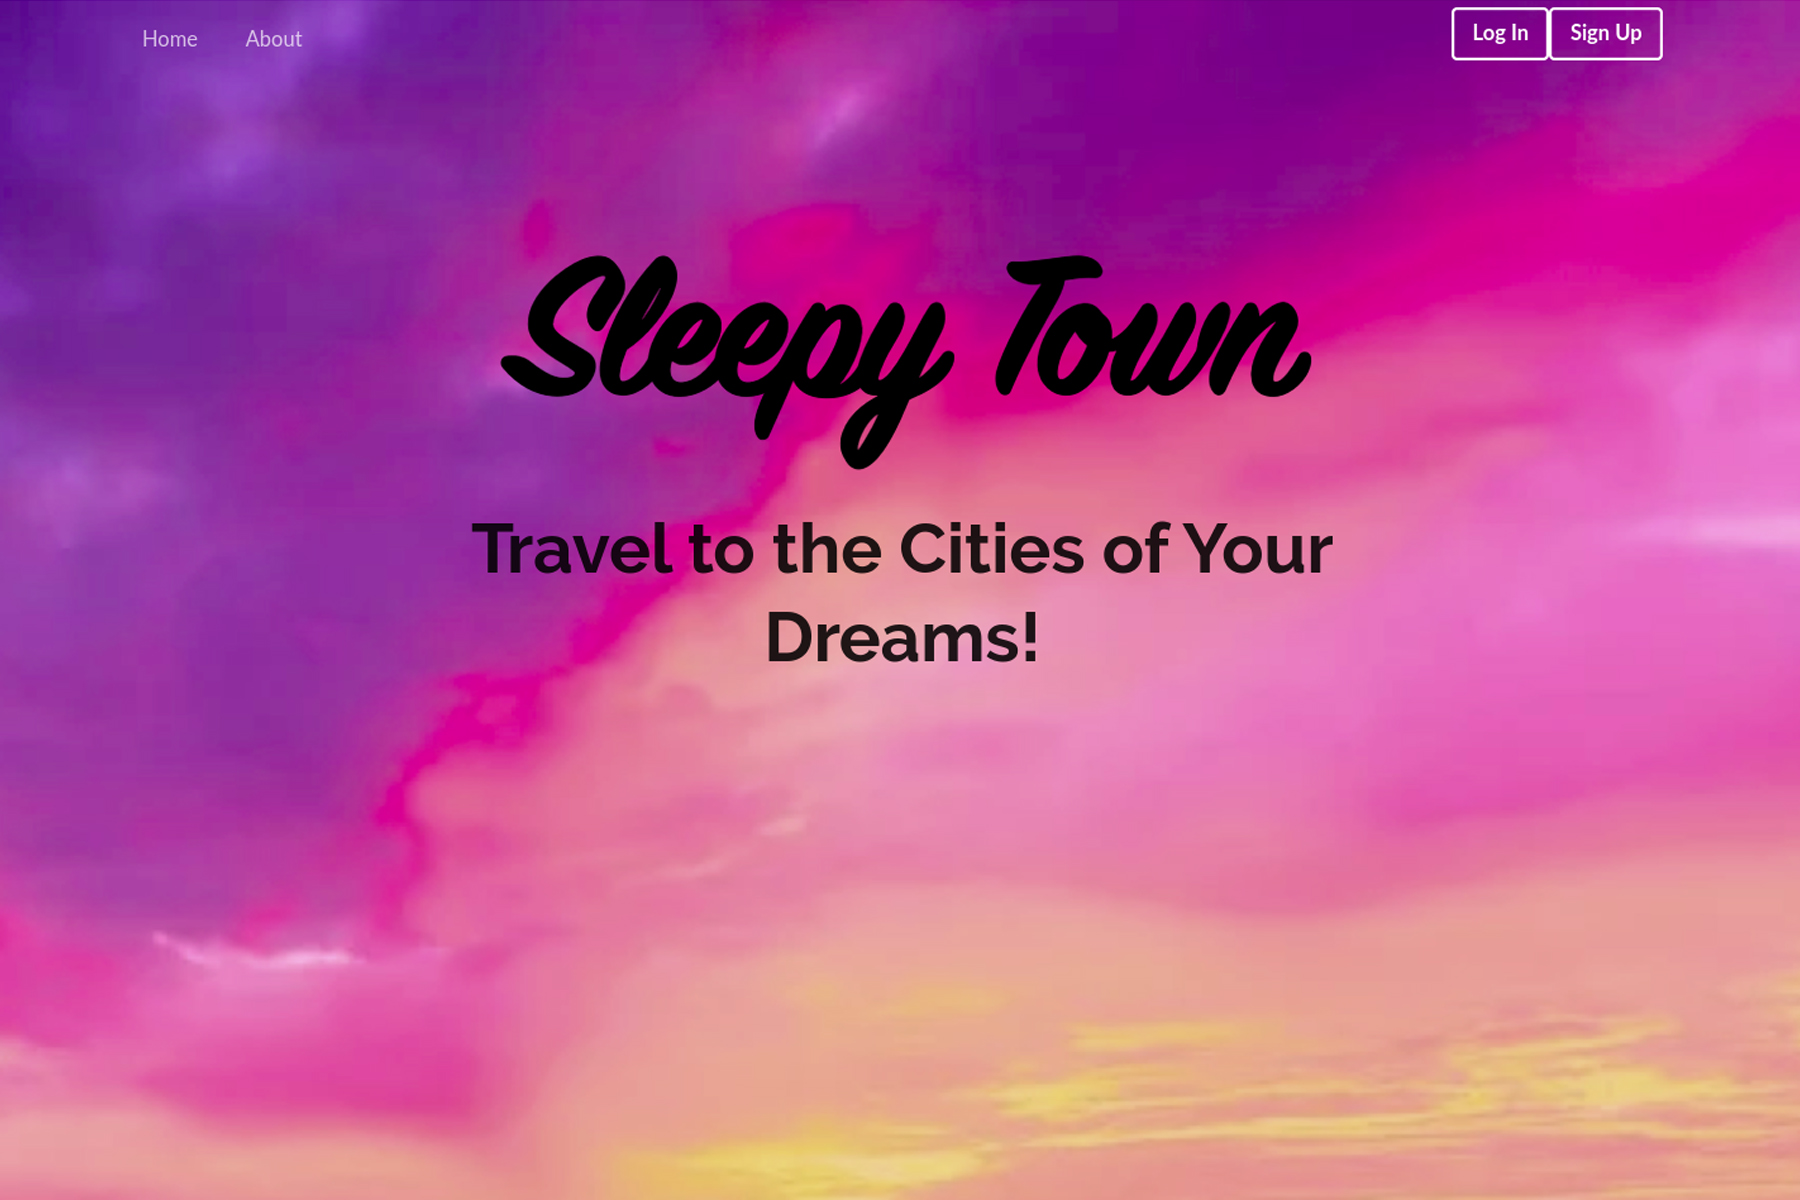 Home About Log In Sign Up
Sleepy Town
Travel to the Cities of Your
Dreams!